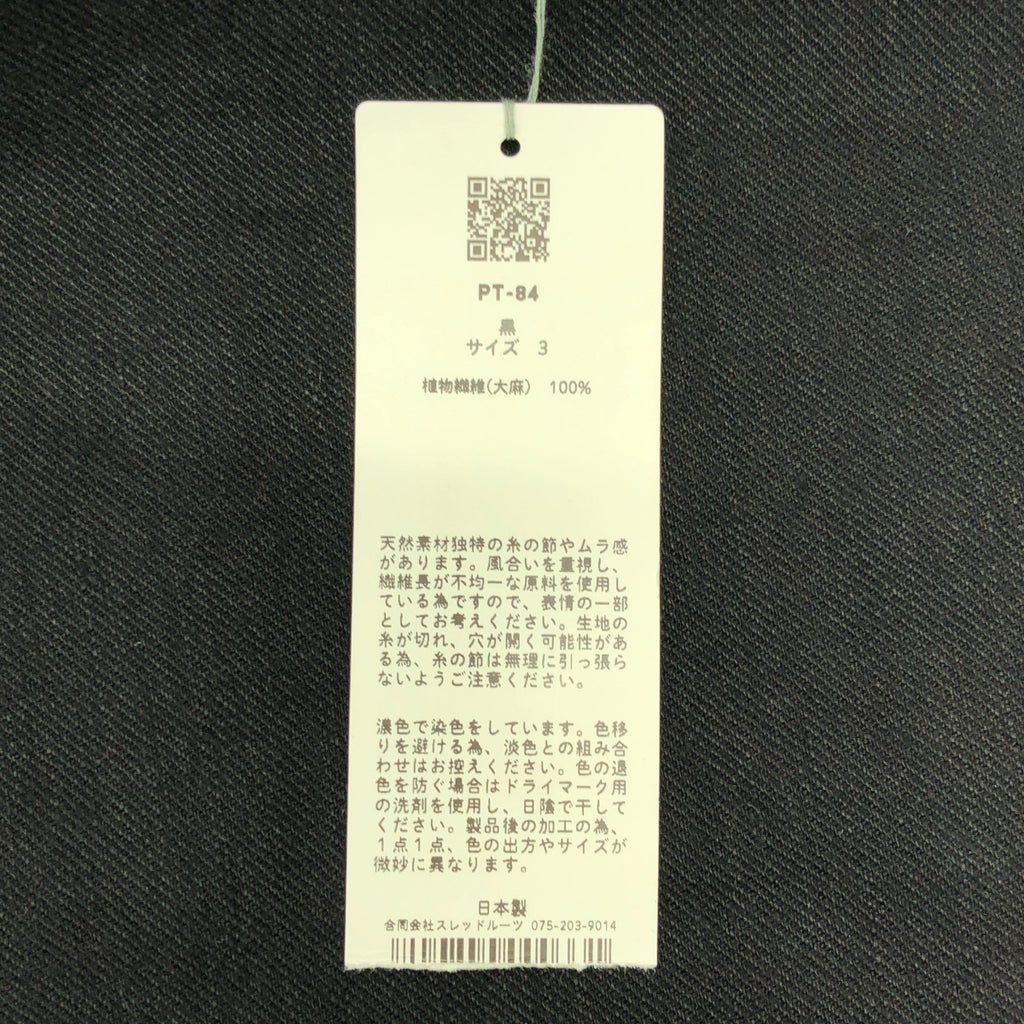 PT-84
黒
サイズ 3
植物繊維(大麻) 100%
天然素材独特の糸の節やムラ感
があります。風合いを重視し、
繊維長が不均一な原料を使用し
ている為ですので、表情の一部
としてお考えください。生地の
糸が切れ、穴が開く可能性があ
る為、糸の節は無理に引っ張ら
ないようご注意ください。
濃色で染色をしています。色移
りを避ける為、淡色との組み合
わせはお控えください。色の退
色を防ぐ場合はドライマーク用
の洗剤を使用し、日陰で干して
ください。製品後の加工の為、
1点1点、色の出方やサイズが
微妙に異なります。
日本製
合同会社スレッドルーツ 075-203-9014